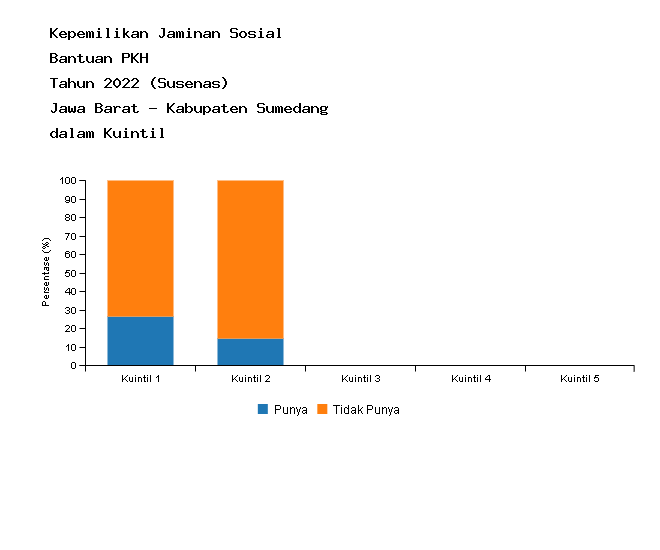 Kepemilikan Jaminan Sosial
Bantuan PKH
Tahun 2022 (Susenas)
Jawa Barat - Kabupaten Sumedang
dalam Kuintil
100
90
80
70
60
50
40
30
20
10
0
Persentase (%)
Kuintil 1 Kuintil 2 Kuintil 3 Kuintil 4 Kuintil 5
Punya Tidak Punya